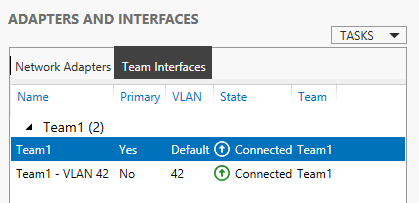 ADAPTERS AND INTERFACES
TASKS
Network Adapters Team Interfaces
Name Primary VLAN State Team
Team1 (2)
Team1 Yes Default Connected Team1
Team1 - VLAN 42 No 42 Connected Team1